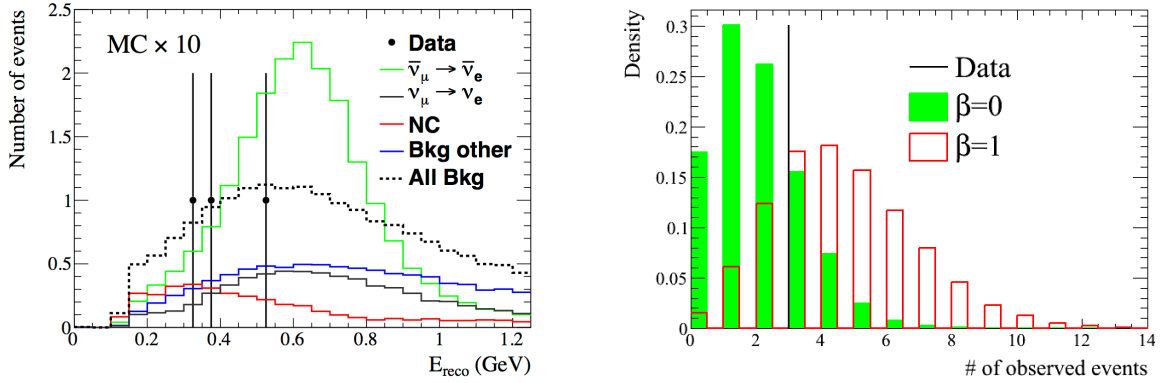 Number of events
2.5
2
1.5
1
0.5
0
MC × 10
Data
ν̄μ → ν̄e
νμ → νe
NC
Bkg other
All Bkg
0 0.2 0.4 0.6 0.8 1.0 1.2
Ereco (GeV)
Density
0.3
0.25
0.2
0.15
0.1
0.05
0
Data
β=0
β=1
0 2 4 6 8 10 12 14
# of observed events